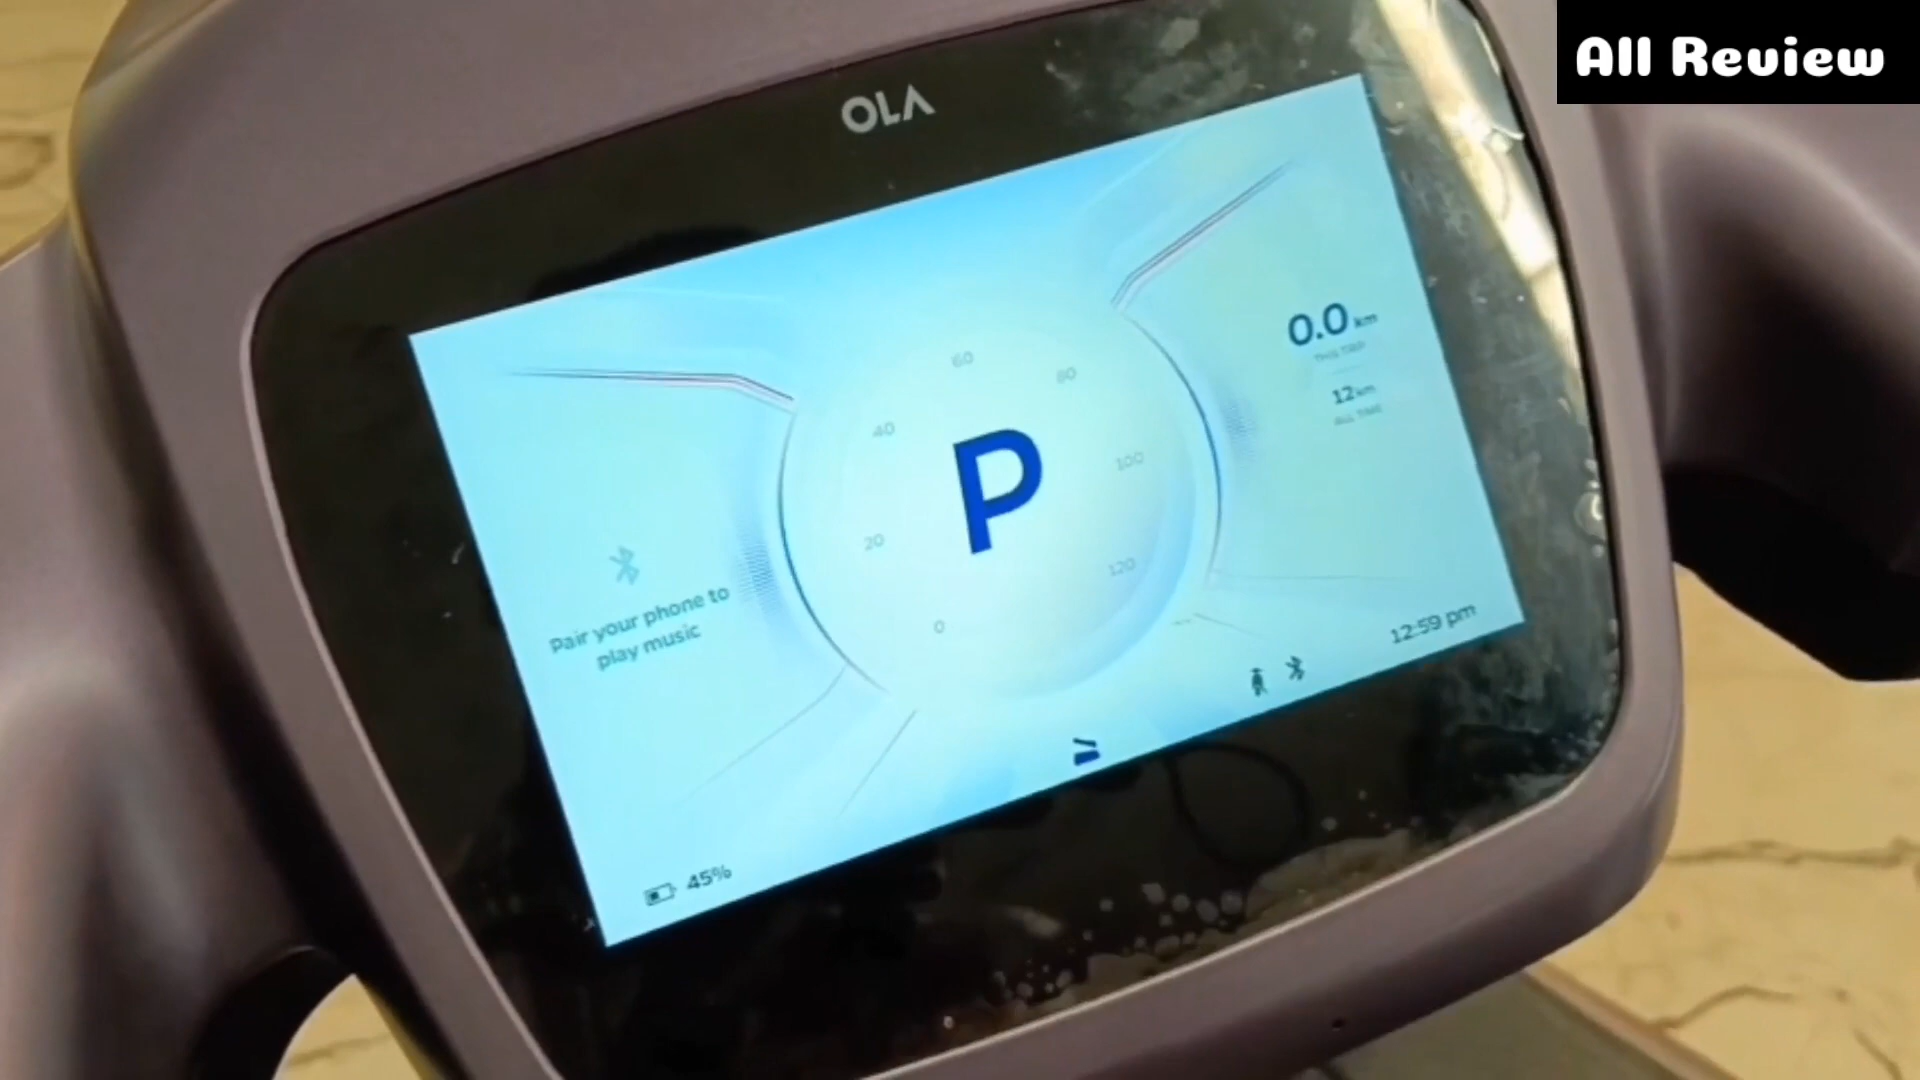 All Review
OLA
60
80
40
100
20
120
0
P
0.0 km
THIS TRIP
12 km
ALL TIME
Pair your phone to
play music
12:59 pm
45%